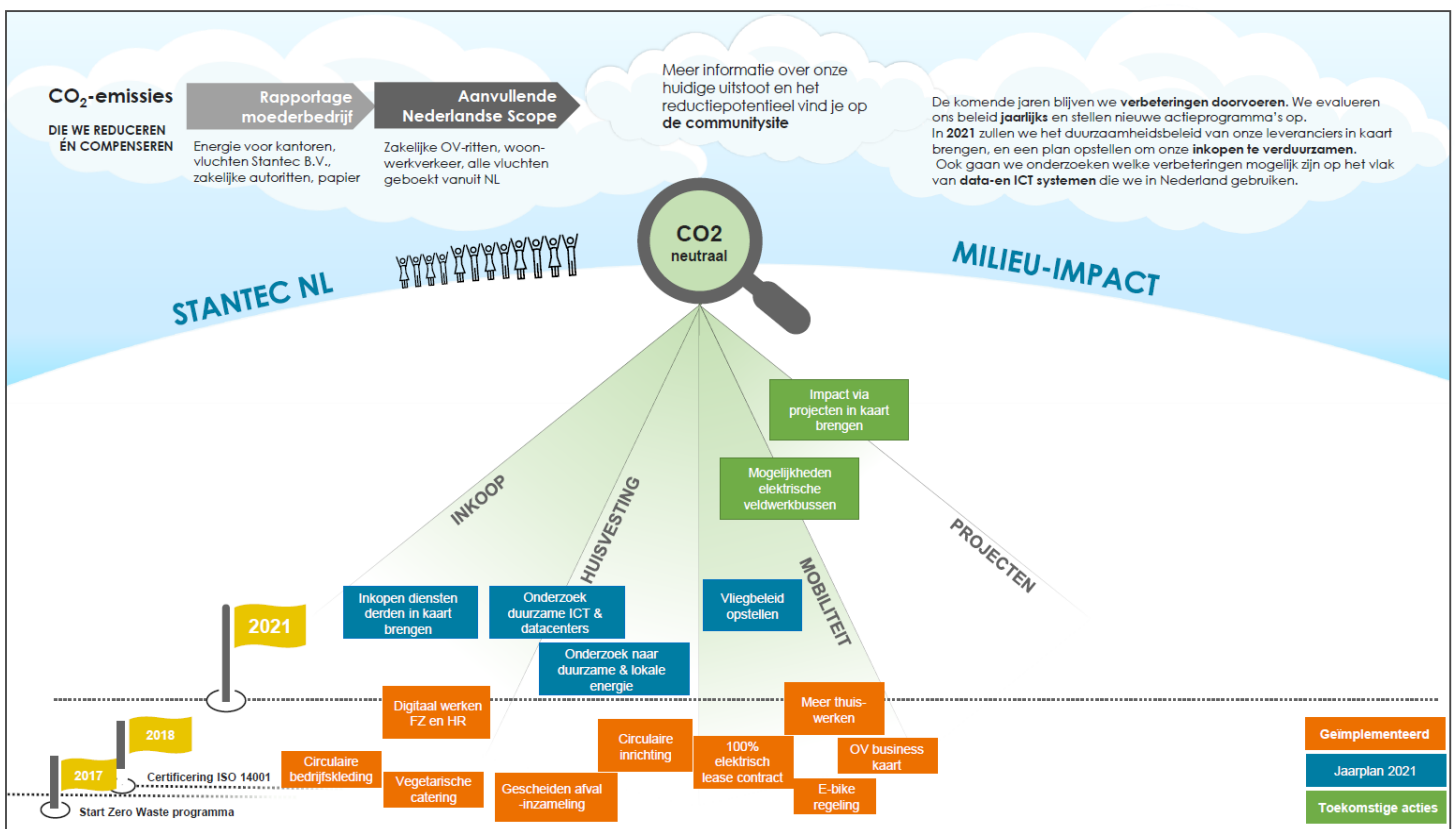 CO2-emissies
DIE WE REDUCEREN
ÉN COMPENSEREN
Rapportage
moederbedrijf
Energie voor kantoren,
vluchten Stantec B.V.,
zakelijke autoritten, papier
Aanvullende
Nederlandse Scope
Zakelijke OV-ritten, woon-
werkverkeer, alle vluchten
geboekt vanuit NL
Meer informatie over onze
huidige uitstoot en het
reductiepotentieel vind je op
de communitysite
De komende jaren blijven we verbeteringen doorvoeren. We evalueren
ons beleid jaarlijks en stellen nieuwe actieprogramma's op.
In 2021 zullen we het duurzaamheidsbeleid van onze leveranciers in kaart
brengen, en een plan opstellen om onze inkopen te verduurzamen.
Ook gaan we onderzoeken welke verbeteringen mogelijk zijn op het vlak
van data-en ICT systemen die we in Nederland gebruiken.
STANTEC NL
CO2
neutraal
MILIEU-IMPACT
Impact via
projecten in kaart
brengen
Mogelijkheden
elektrische
veldwerkbussen
INKOOP
HUISVESTING
MOBILITEIT
PROJECTEN
2021
Inkopen diensten
derden in kaart
brengen
Onderzoek
duurzame ICT &
datacenters
Vliegbeleid
opstellen
Onderzoek naar
duurzame & lokale
energie
Digitaal werken
FZ en HR
Meer thuis-
werken
2018
Certificering ISO 14001
2017
Start Zero Waste programma
Circulaire
bedrijfskleding
Vegetarische
catering
Gescheiden afval
-inzameling
Circulaire
inrichting
100%
elektrisch
lease contract
OV business
kaart
E-bike
regeling
Geïmplementeerd
Jaarplan 2021
Toekomstige acties